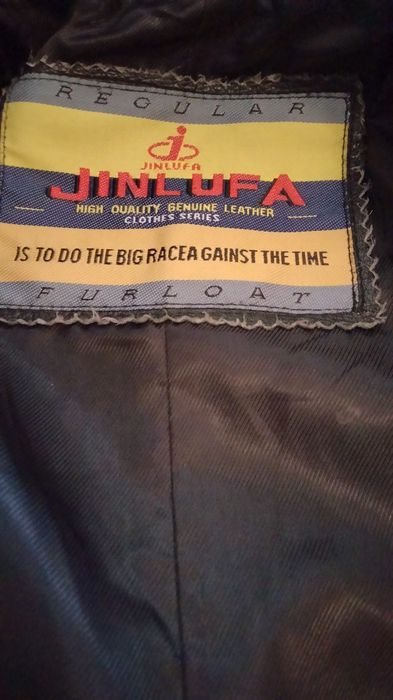 REGULAR
JINLUFA
JINLUFA
HIGH QUALITY GENUINE LEATHER
CLOTHES SERIES
IS TO DO THE BIG RACEA GAINST THE TIME
FURLOAT